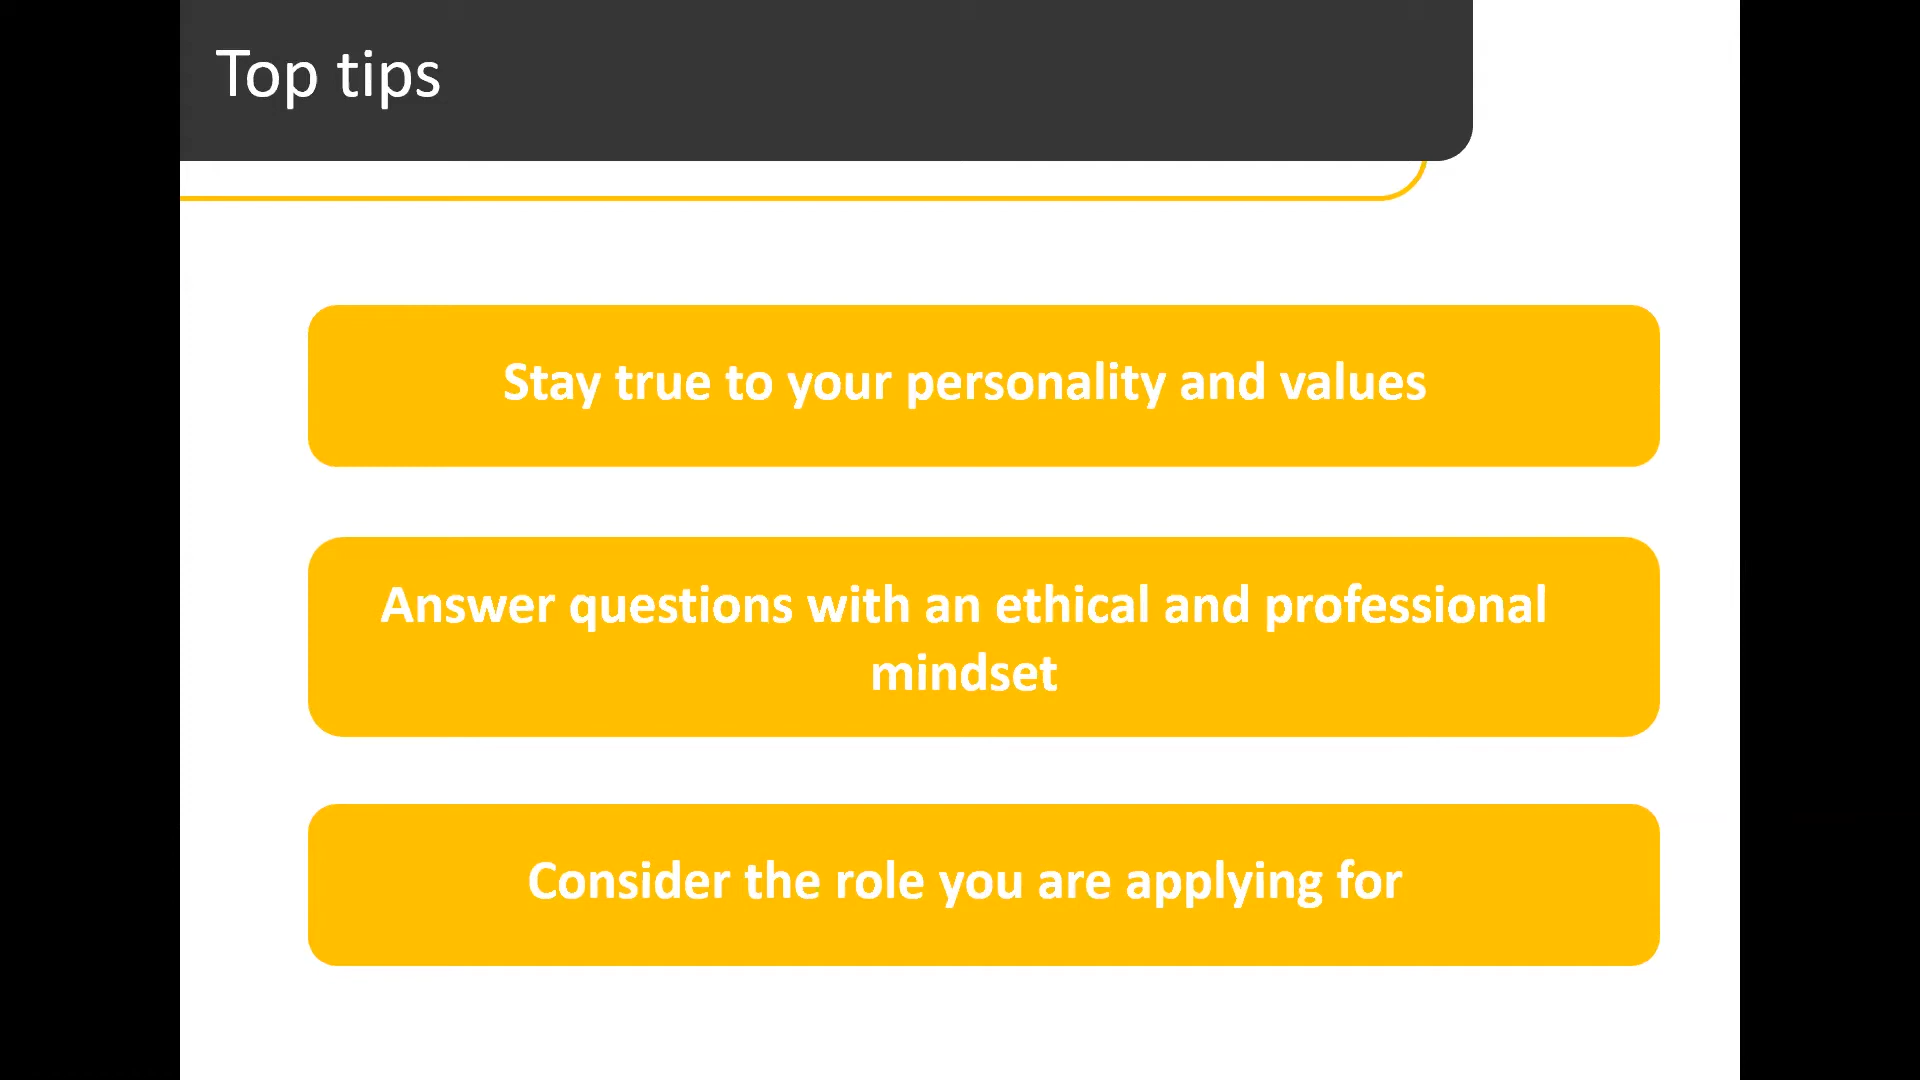 Top tips
Stay true to your personality and values
Answer questions with an ethical and professional
mindset
Consider the role you are applying for